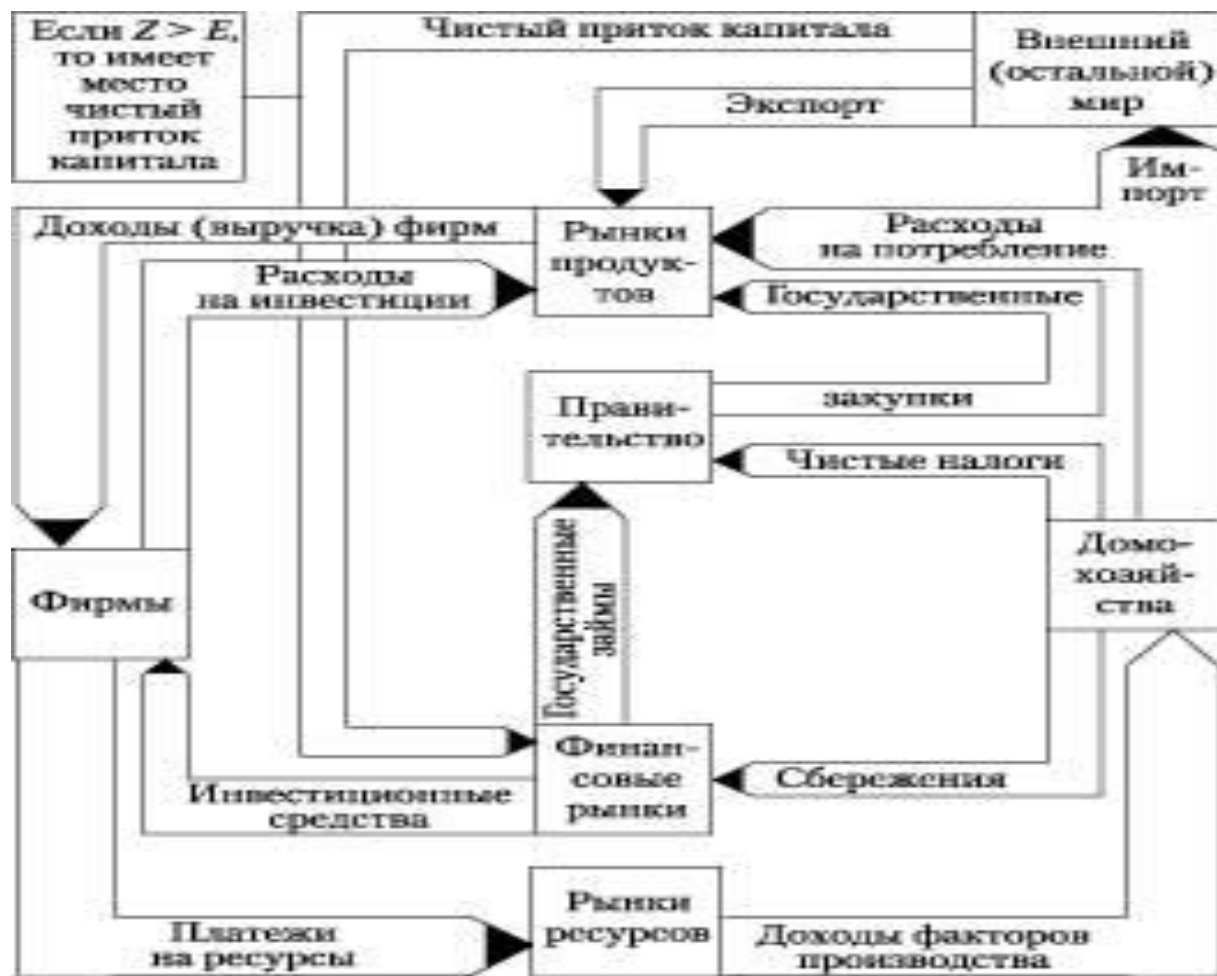 Если Z > E,
то имеет
место
чистый
приток
капитала
Чистый приток капитала
Внешний
(остальной)
мир
Экспорт
Им-
порт
Доходы (выручка) фирм
Рынки
продук-
тов
Расходы
на потребление
Расходы
на инвестиции
Государственные
закупки
Прави-
тельство
Чистые налоги
Государственные
займы
Фирмы
Домо-
хозяй-
ства
Финан-
совые
рынки
Сбережения
Инвестиционные
средства
Рынки
ресурсов
Платежи
на ресурсы
Доходы факторов
производства